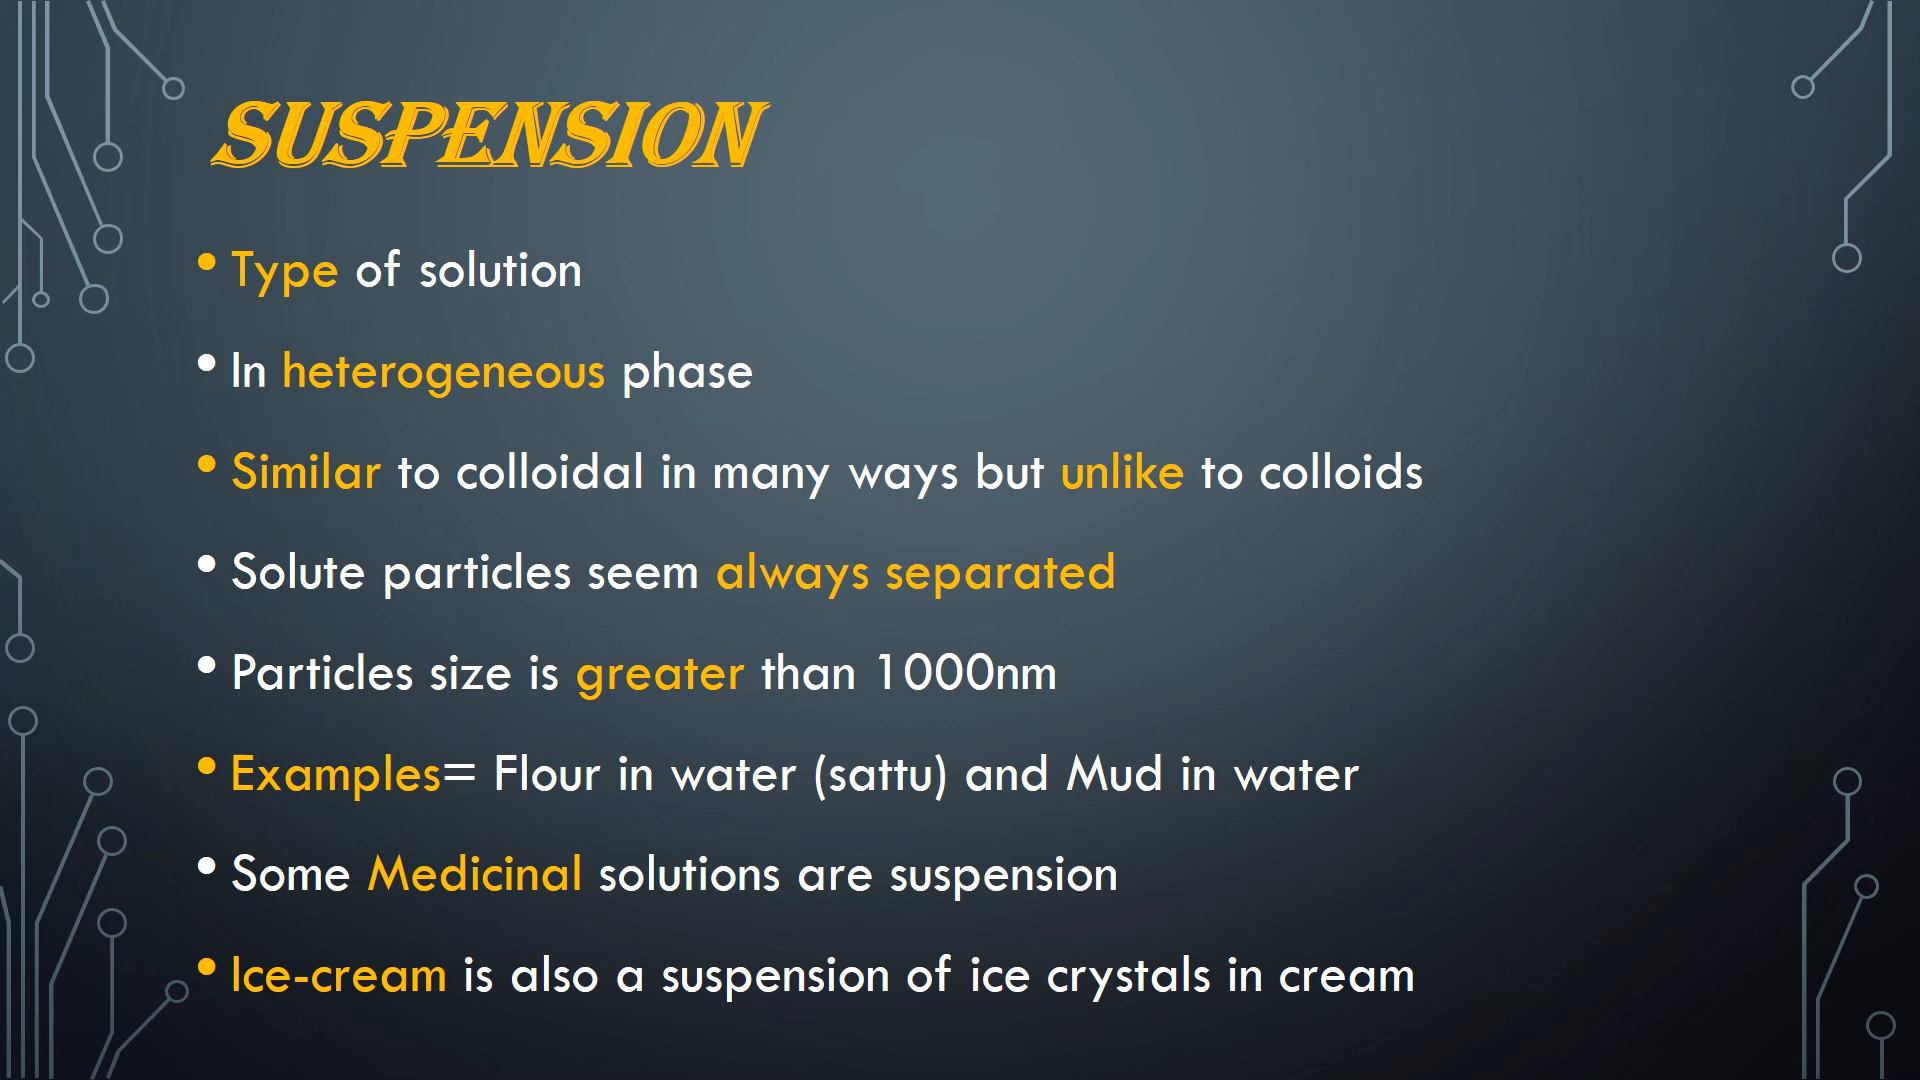 SUSPENSION
• Type of solution
• In heterogeneous phase
• Similar to colloidal in many ways but unlike to colloids
• Solute particles seem always separated
• Particles size is greater than 1000nm
• Examples= Flour in water (sattu) and Mud in water
• Some Medicinal solutions are suspension
• Ice-cream is also a suspension of ice crystals in cream